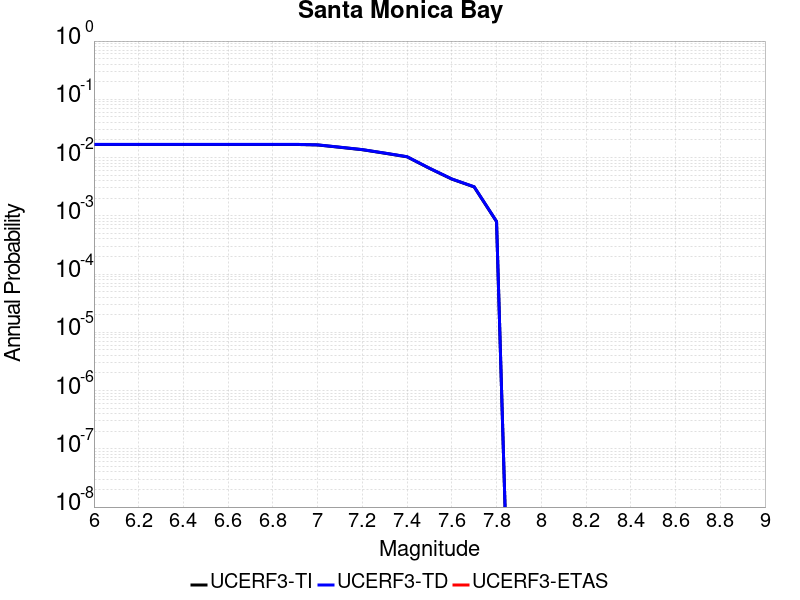 Santa Monica Bay
Annual Probability
10^0
10^-1
10^-2
10^-3
10^-4
10^-5
10^-6
10^-7
10^-8
6 6.2 6.4 6.6 6.8 7 7.2 7.4 7.6 7.8 8 8.2 8.4 8.6 8.8 9
Magnitude
UCERF3-TI UCERF3-TD UCERF3-ETAS